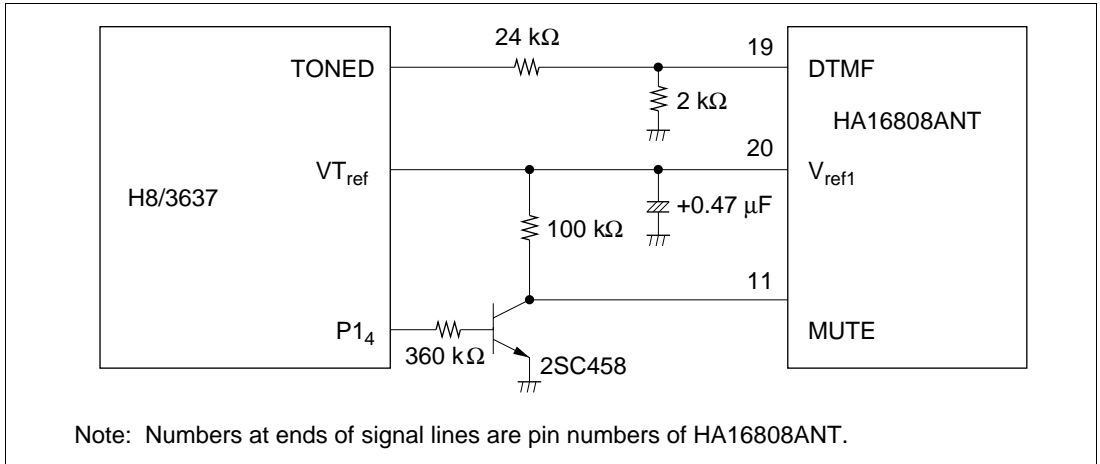 24 kΩ
19
TONED
DTMF
2 kΩ
HA16808ANT
20
VTref
Vref1
H8/3637
+0.47 μF
100 kΩ
11
P14
MUTE
360 kΩ
2SC458
Note: Numbers at ends of signal lines are pin numbers of HA16808ANT.